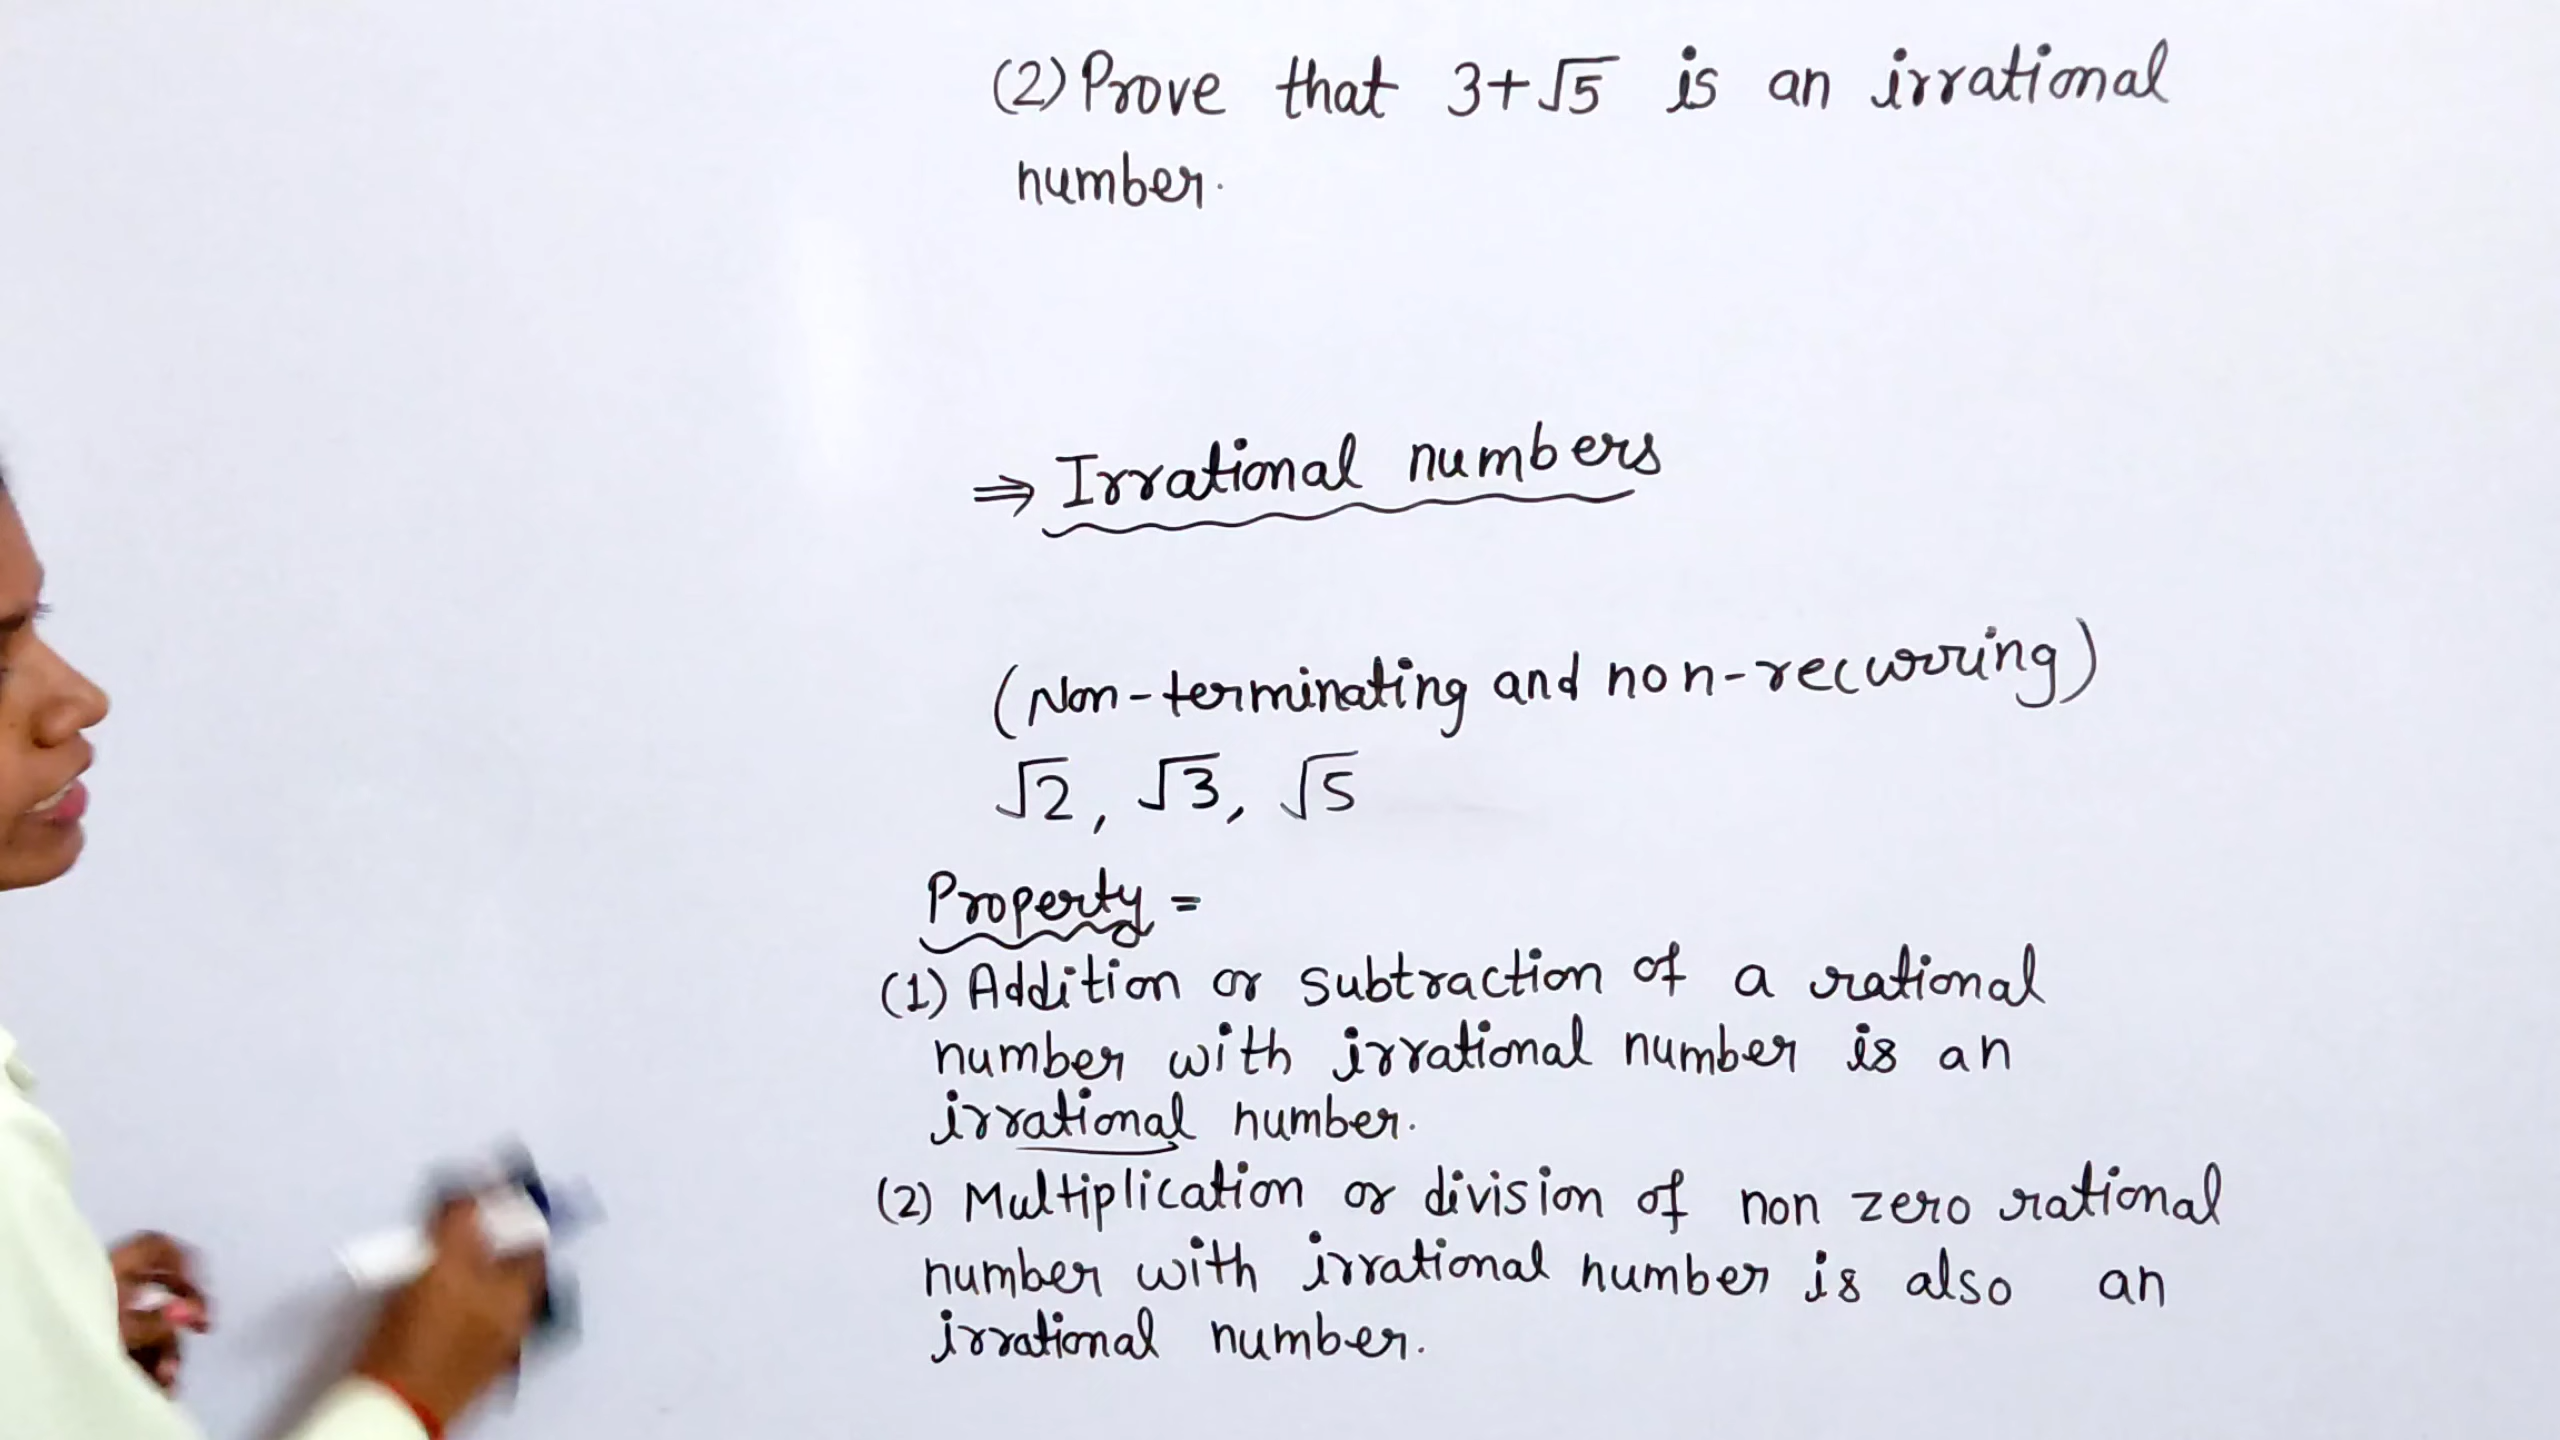 (2) Prove that 3+√5 is an irrational
number.
⇒ Irrational numbers
(Non-terminating and non-recurring)
√2, √3, √5
Property =
(1) Addition or subtraction of a rational
number with irrational number is an
irrational number.
(2) Multiplication or division of non zero rational
number with irrational number is also an
irrational number.